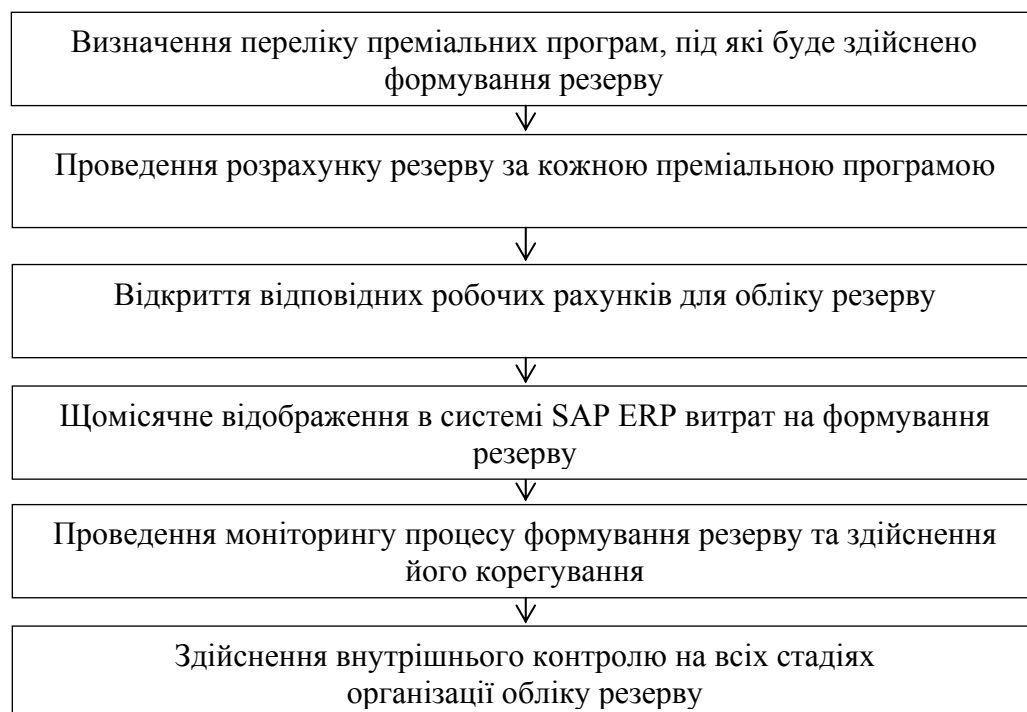 Визначення переліку преміальних програм, під які буде здійснено
формування резерву
Проведення розрахунку резерву за кожною преміальною програмою
Відкриття відповідних робочих рахунків для обліку резерву
Щомісячне відображення в системі SAP ERP витрат на формування
резерву
Проведення моніторингу процесу формування резерву та здійснення
його корегування
Здійснення внутрішнього контролю на всіх стадіях
організації обліку резерву